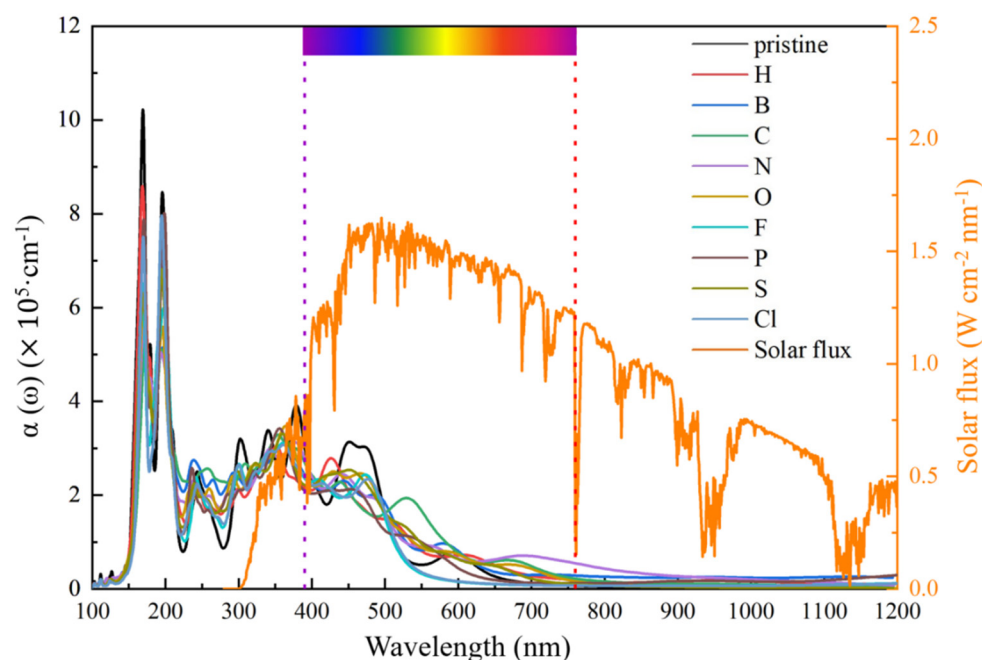 12
10
8
6
4
2
0
α (ω) (× 10⁵·cm⁻¹)
100 200 300 400 500 600 700 800 900 1000 1100 1200
Wavelength (nm)
pristine
H
B
C
N
O
F
P
S
Cl
Solar flux
2.5
2.0
1.5
1.0
0.5
0.0
Solar flux (W cm⁻² nm⁻¹)